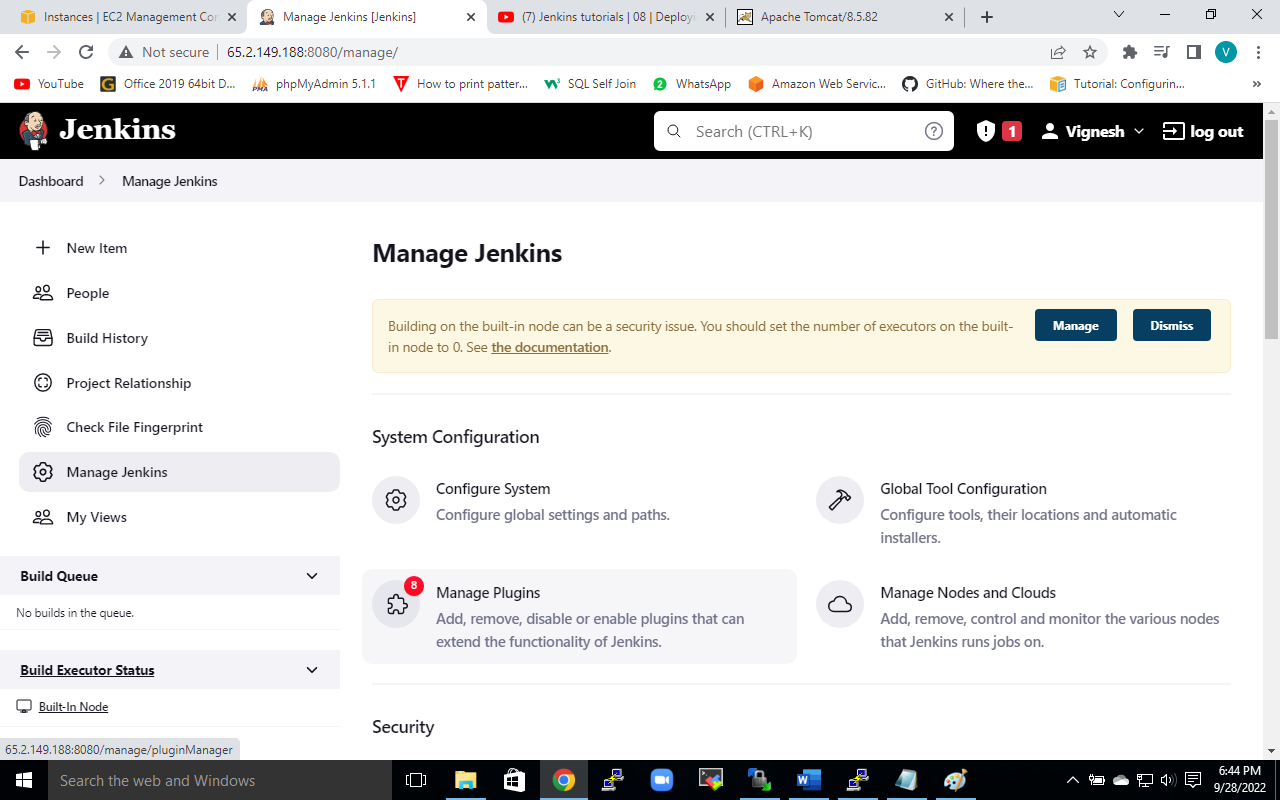 Instances | EC2 Management Con
Manage Jenkins [Jenkins]
(7) Jenkins tutorials | 08 | Deployi
Apache Tomcat/8.5.82
Not secure
65.2.149.188:8080/manage/
V
YouTube
Office 2019 64bit D...
phpMyAdmin 5.1.1
How to print patter...
SQL Self Join
WhatsApp
Amazon Web Servic...
GitHub: Where the...
Tutorial: Configurin...
»
Jenkins
Search (CTRL+K)
1
Vignesh
log out
Dashboard
Manage Jenkins
New Item
People
Build History
Project Relationship
Check File Fingerprint
Manage Jenkins
My Views
Build Queue
No builds in the queue.
Build Executor Status
Built-In Node
Manage Jenkins
Building on the built-in node can be a security issue. You should set the number of executors on the built-
in node to 0. See the documentation.
Manage
Dismiss
System Configuration
Configure System
Configure global settings and paths.
Global Tool Configuration
Configure tools, their locations and automatic
installers.
8
Manage Plugins
Add, remove, disable or enable plugins that can
extend the functionality of Jenkins.
Manage Nodes and Clouds
Add, remove, control and monitor the various nodes
that Jenkins runs jobs on.
Security
65.2.149.188:8080/manage/pluginManager
Search the web and Windows
6:44 PM
9/28/2022